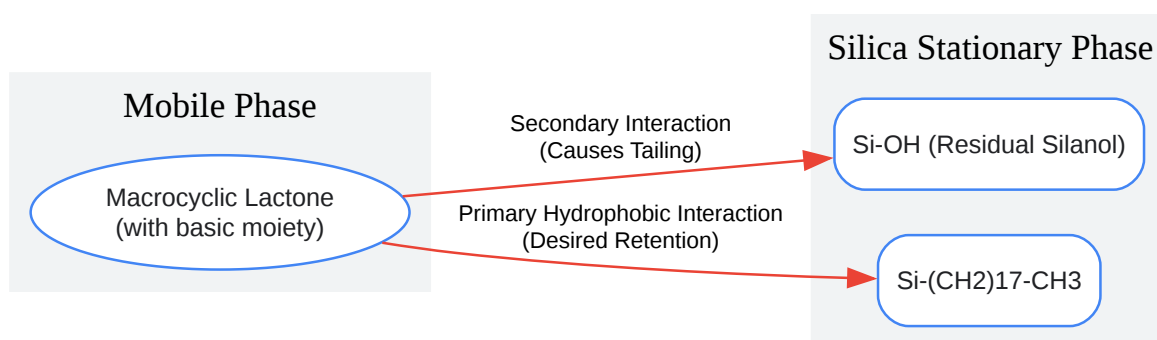 Silica Stationary Phase
Mobile Phase
Secondary Interaction
(Causes Tailing)
Si-OH (Residual Silanol)
Macrocyclic Lactone
(with basic moiety)
Primary Hydrophobic Interaction
(Desired Retention)
Si-(CH2)17-CH3